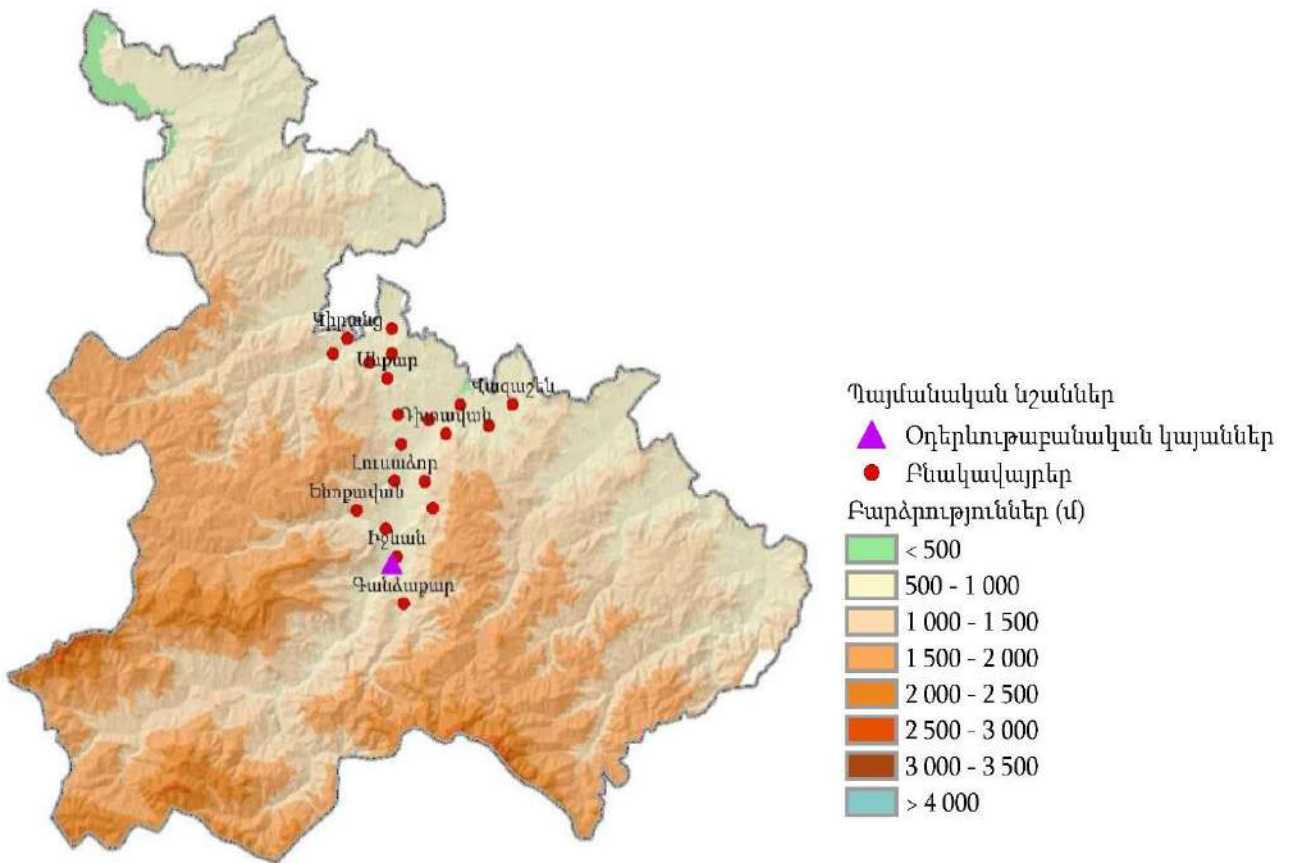 Կիրանց
Աչքար
Վազաշեն
Դիտավան
Լուսաձոր
Ենոքավան
Իջևան
Գանձաքար
Պայմանական նշաններ
Օդերևութաբանական կայաններ
Բնակավայրեր
Բարձրություններ (մ)
< 500
500 - 1 000
1 000 - 1 500
1 500 - 2 000
2 000 - 2 500
2 500 - 3 000
3 000 - 3 500
> 4 000